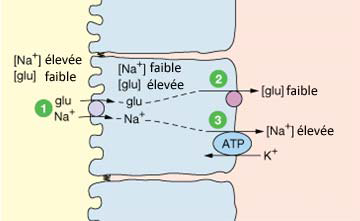 [Na⁺] élevée
[glu] faible
[Na⁺] faible
[glu] élevée
2
[glu] faible
1
glu
glu
Na⁺
Na⁺
3
[Na⁺] élevée
ATP
K⁺